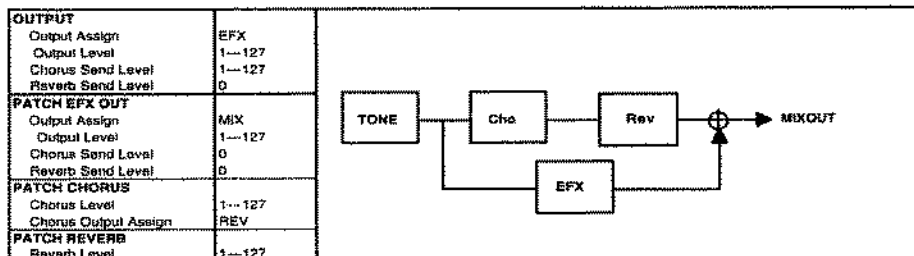 OUTPUT
Output Assign EFX
Output Level 1---127
Chorus Send Level 1---127
Reverb Send Level 0
PATCH EFX OUT
Output Assign MIX
Output Level 1---127
Chorus Send Level 0
Reverb Send Level 0
PATCH CHORUS
Chorus Level 1---127
Chorus Output Assign REV
PATCH REVERB
Reverb Level 1---127
TONE
Cho
Rev
MIXOUT
EFX